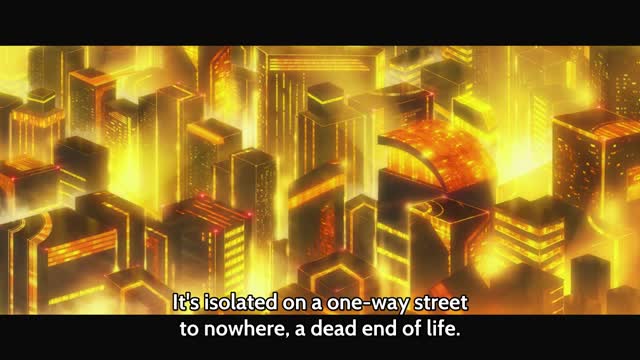 It's isolated on a one-way street
to nowhere, a dead end of life.